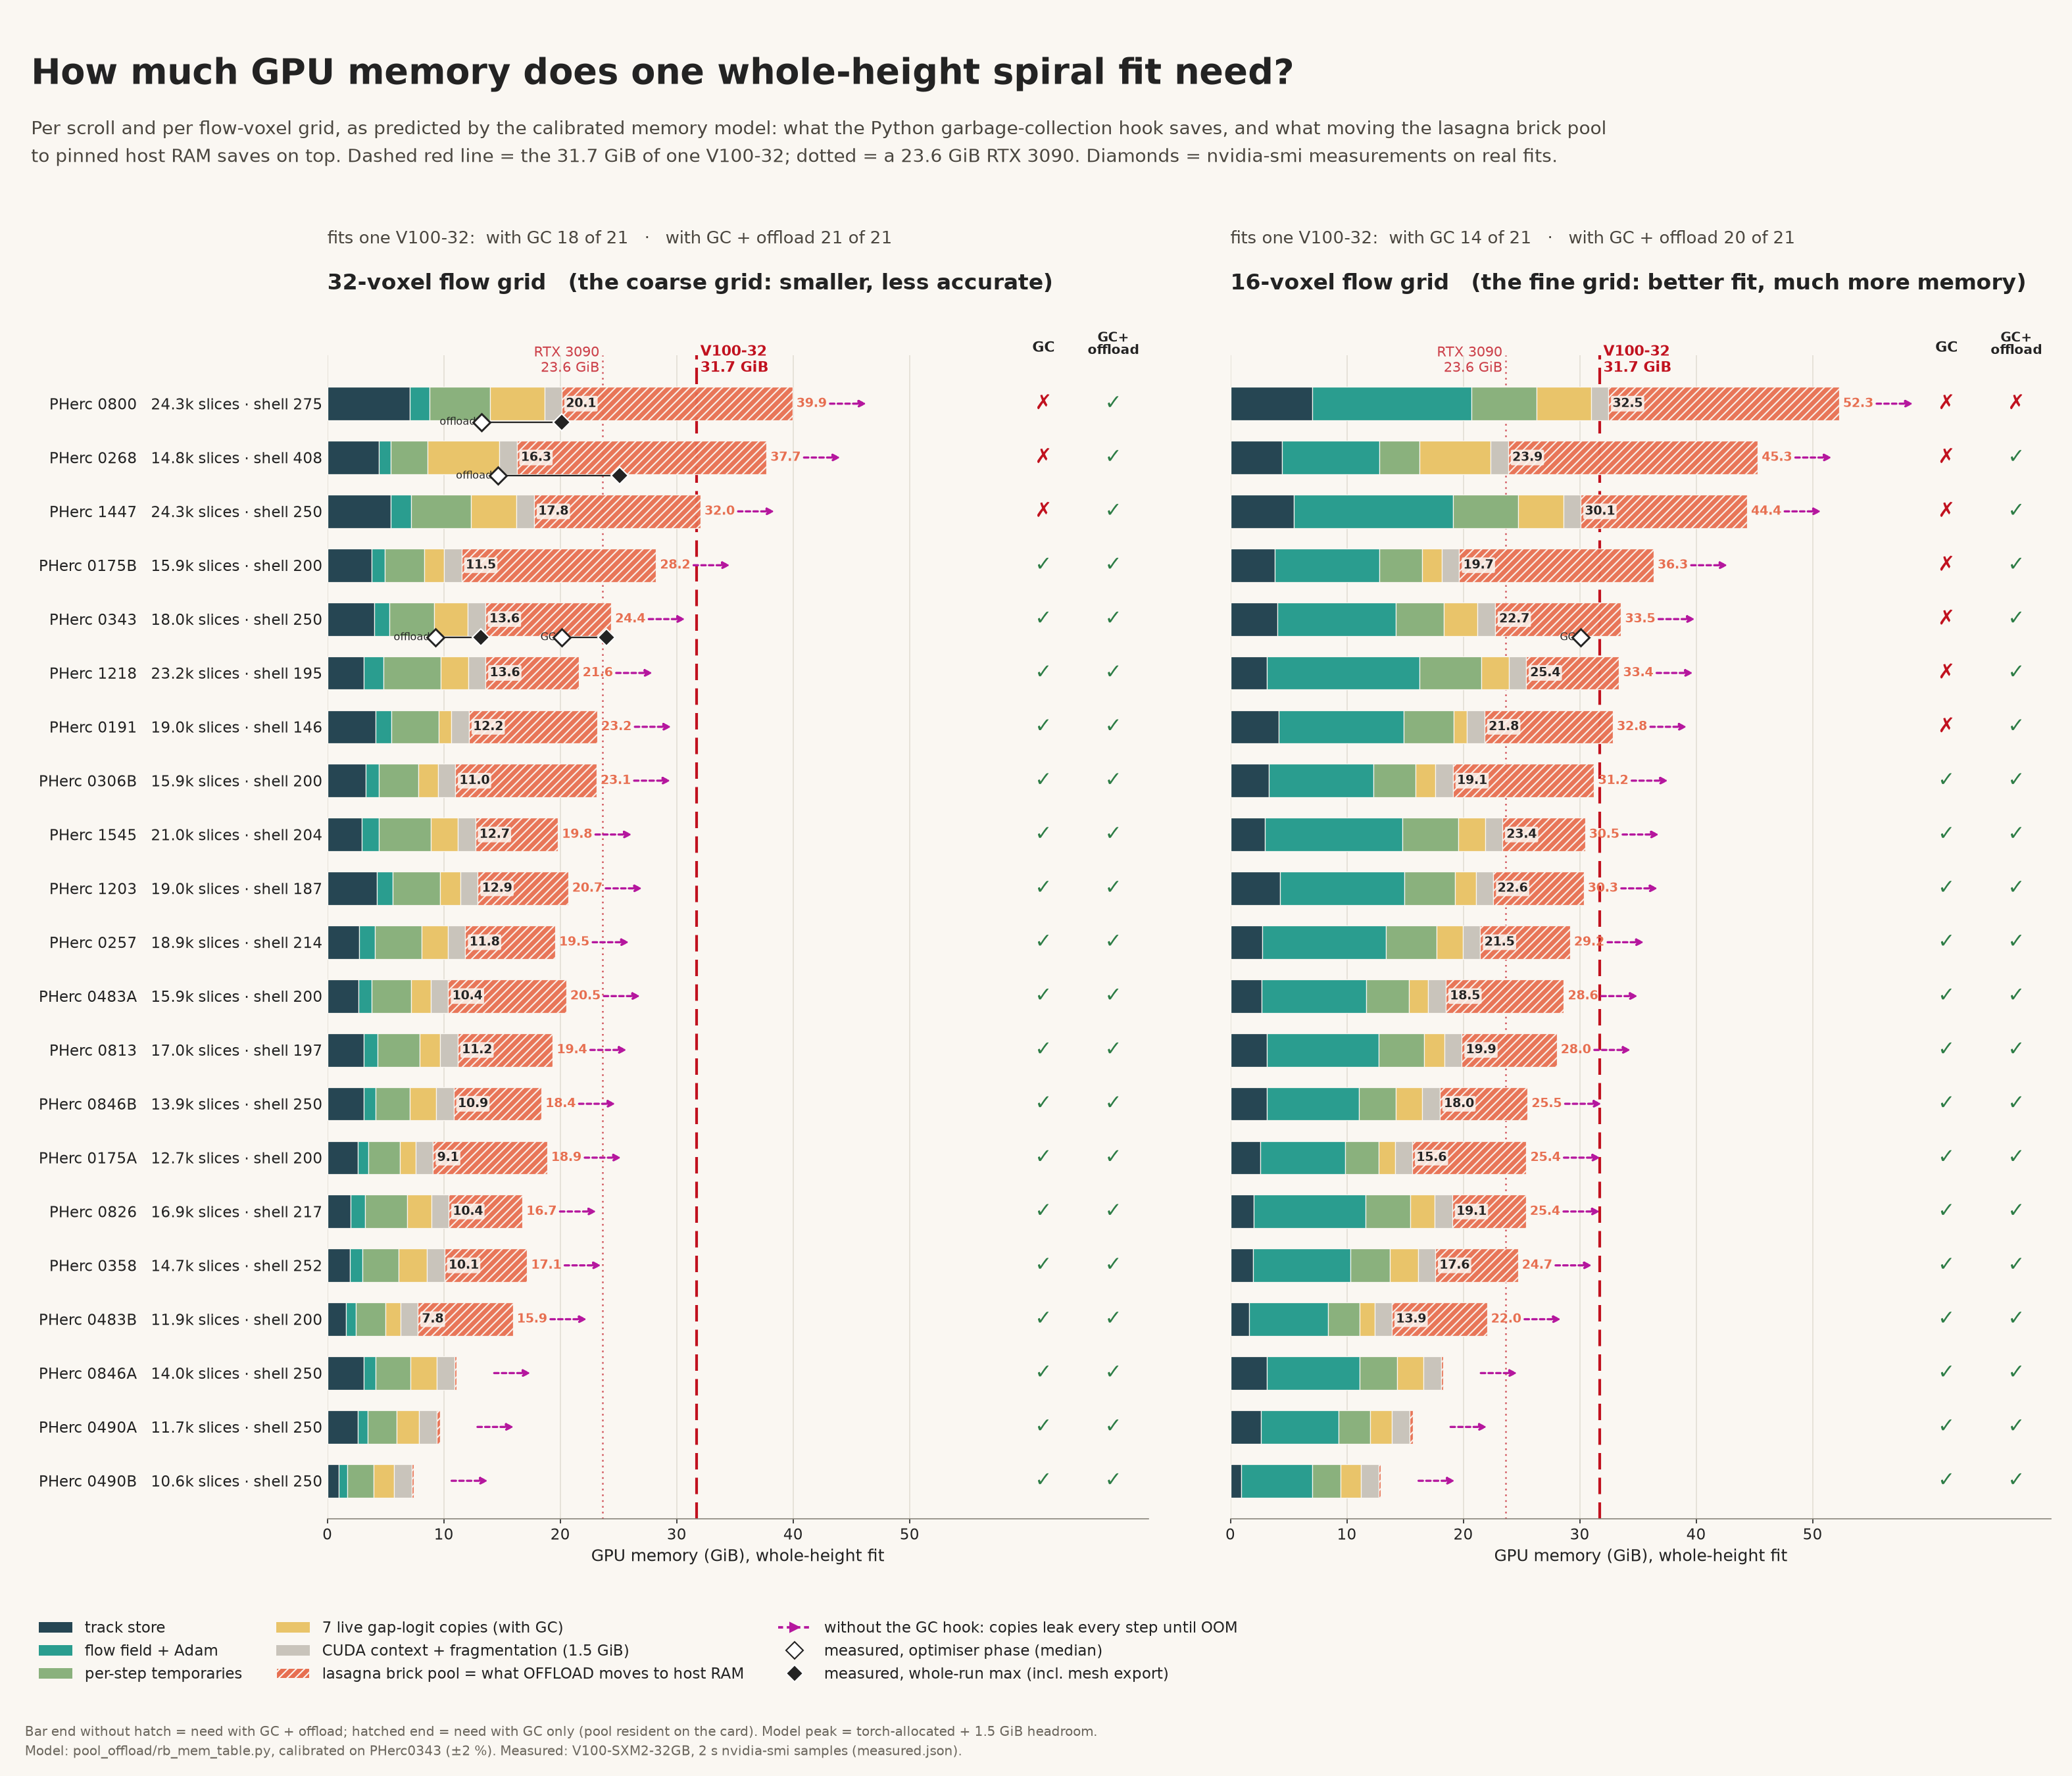 How much GPU memory does one whole-height spiral fit need?
Per scroll and per flow-voxel grid, as predicted by the calibrated memory model: what the Python garbage-collection hook saves, and what moving the lasagna brick pool
to pinned host RAM saves on top. Dashed red line = the 31.7 GiB of one V100-32; dotted = a 23.6 GiB RTX 3090. Diamonds = nvidia-smi measurements on real fits.
fits one V100-32: with GC 18 of 21 · with GC + offload 21 of 21
32-voxel flow grid (the coarse grid: smaller, less accurate)
RTX 3090
23.6 GiB
V100-32
31.7 GiB
GC
GC+
offload
PHerc 0800 24.3k slices · shell 275 20.1 39.9 ✗ ✓
offload
PHerc 0268 14.8k slices · shell 408 16.3 37.7 ✗ ✓
offload
PHerc 1447 24.3k slices · shell 250 17.8 32.0 ✗ ✓
PHerc 0175B 15.9k slices · shell 200 11.5 28.2 ✓ ✓
PHerc 0343 18.0k slices · shell 250 13.6 24.4 ✓ ✓
offload GC
PHerc 1218 23.2k slices · shell 195 13.6 21.6 ✓ ✓
PHerc 0191 19.0k slices · shell 146 12.2 23.2 ✓ ✓
PHerc 0306B 15.9k slices · shell 200 11.0 23.1 ✓ ✓
PHerc 1545 21.0k slices · shell 204 12.7 19.8 ✓ ✓
PHerc 1203 19.0k slices · shell 187 12.9 20.7 ✓ ✓
PHerc 0257 18.9k slices · shell 214 11.8 19.5 ✓ ✓
PHerc 0483A 15.9k slices · shell 200 10.4 20.5 ✓ ✓
PHerc 0813 17.0k slices · shell 197 11.2 19.4 ✓ ✓
PHerc 0846B 13.9k slices · shell 250 10.9 18.4 ✓ ✓
PHerc 0175A 12.7k slices · shell 200 9.1 18.9 ✓ ✓
PHerc 0826 16.9k slices · shell 217 10.4 16.7 ✓ ✓
PHerc 0358 14.7k slices · shell 252 10.1 17.1 ✓ ✓
PHerc 0483B 11.9k slices · shell 200 7.8 15.9 ✓ ✓
PHerc 0846A 14.0k slices · shell 250 ✓ ✓
PHerc 0490A 11.7k slices · shell 250 ✓ ✓
PHerc 0490B 10.6k slices · shell 250 ✓ ✓
0 10 20 30 40 50
GPU memory (GiB), whole-height fit
fits one V100-32: with GC 14 of 21 · with GC + offload 20 of 21
16-voxel flow grid (the fine grid: better fit, much more memory)
RTX 3090
23.6 GiB
V100-32
31.7 GiB
GC
GC+
offload
32.5 52.3 ✗ ✗
23.9 45.3 ✗ ✓
30.1 44.4 ✗ ✓
19.7 36.3 ✗ ✓
22.7 33.5 ✗ ✓
GC
25.4 33.4 ✗ ✓
21.8 32.8 ✗ ✓
19.1 31.2 ✓ ✓
23.4 30.5 ✓ ✓
22.6 30.3 ✓ ✓
21.5 29.2 ✓ ✓
18.5 28.6 ✓ ✓
19.9 28.0 ✓ ✓
18.0 25.5 ✓ ✓
15.6 25.4 ✓ ✓
19.1 25.4 ✓ ✓
17.6 24.7 ✓ ✓
13.9 22.0 ✓ ✓
✓ ✓
✓ ✓
✓ ✓
0 10 20 30 40 50
GPU memory (GiB), whole-height fit
track store
flow field + Adam
per-step temporaries
7 live gap-logit copies (with GC)
CUDA context + fragmentation (1.5 GiB)
lasagna brick pool = what OFFLOAD moves to host RAM
without the GC hook: copies leak every step until OOM
measured, optimiser phase (median)
measured, whole-run max (incl. mesh export)
Bar end without hatch = need with GC + offload; hatched end = need with GC only (pool resident on the card). Model peak = torch-allocated + 1.5 GiB headroom.
Model: pool_offload/rb_mem_table.py, calibrated on PHerc0343 (±2 %). Measured: V100-SXM2-32GB, 2 s nvidia-smi samples (measured.json).